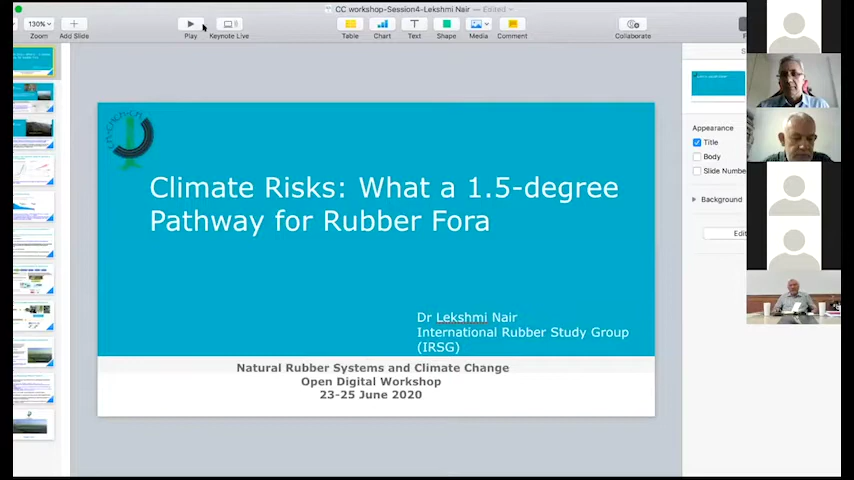 CC workshop-Session4-Lekshmi Nair — Edited
130%
Zoom
Add Slide
Play
Keynote Live
Table
Chart
Text
Shape
Media
Comment
Collaborate
Climate Risks: What a 1.5-degree
Pathway for Rubber Fora
Dr Lekshmi Nair
International Rubber Study Group
(IRSG)
Natural Rubber Systems and Climate Change
Open Digital Workshop
23-25 June 2020
Appearance
Title
Body
Slide Numbe
Background
Edit